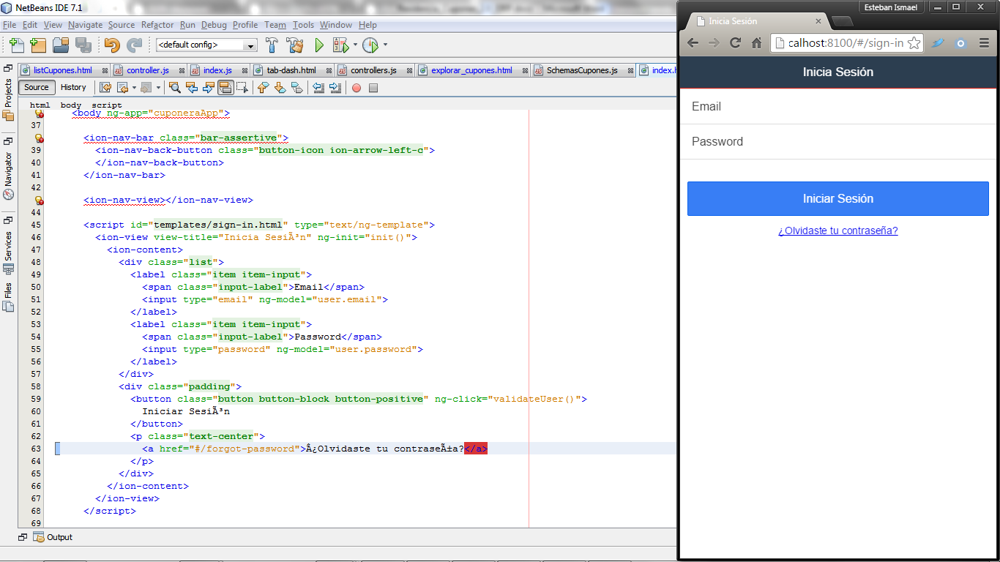 NetBeans IDE 7.1
File Edit View Navigate Source Refactor Run Debug Profile Team Tools Window Help
<default config>
listCupones.html controller.js index.js tab-dash.html controllers.js explorar_cupones.html SchemasCupones.js index.h
Source History
html body script
Projects
Navigator
Services
Files
<body ng-app="cuponeraApp">
37
<ion-nav-bar class="bar-assertive">
39 <ion-nav-back-button class="button-icon ion-arrow-left-c">
40 </ion-nav-back-button>
41 </ion-nav-bar>
42
<ion-nav-view></ion-nav-view>
44
45 <script id="templates/sign-in.html" type="text/ng-template">
46 <ion-view view-title="Inicia SesiÃ³n" ng-init="init()">
47 <ion-content>
48 <div class="list">
49 <label class="item item-input">
50 <span class="input-label">Email</span>
51 <input type="email" ng-model="user.email">
52 </label>
53 <label class="item item-input">
54 <span class="input-label">Password</span>
55 <input type="password" ng-model="user.password">
56 </label>
57 </div>
58 <div class="padding">
59 <button class="button button-block button-positive" ng-click="validateUser()">
60 Iniciar SesiÃ³n
61 </button>
62 <p class="text-center">
63 <a href="#/forgot-password">Â¿Olvidaste tu contraseÃ±a?</a>
64 </p>
65 </div>
66 </ion-content>
67 </ion-view>
68 </script>
69
Output
Esteban Ismael
Inicia Sesión
calhost:8100/#/sign-in
Inicia Sesión
Email
Password
Iniciar Sesión
¿Olvidaste tu contraseña?